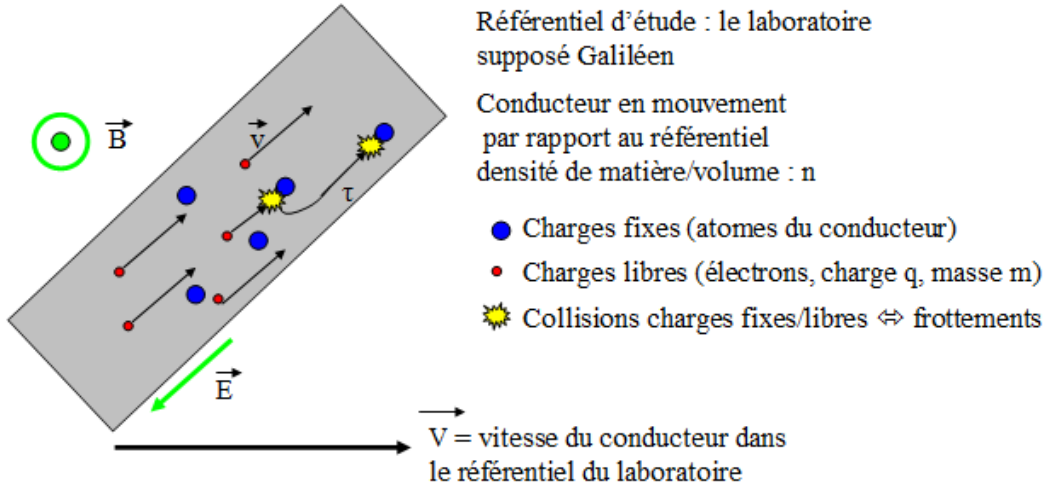 Référentiel d'étude : le laboratoire
supposé Galiléen
Conducteur en mouvement
par rapport au référentiel
densité de matière/volume : n
Charges fixes (atomes du conducteur)
Charges libres (électrons, charge q, masse m)
Collisions charges fixes/libres ⇔ frottements
B
v
τ
E
V = vitesse du conducteur dans
le référentiel du laboratoire